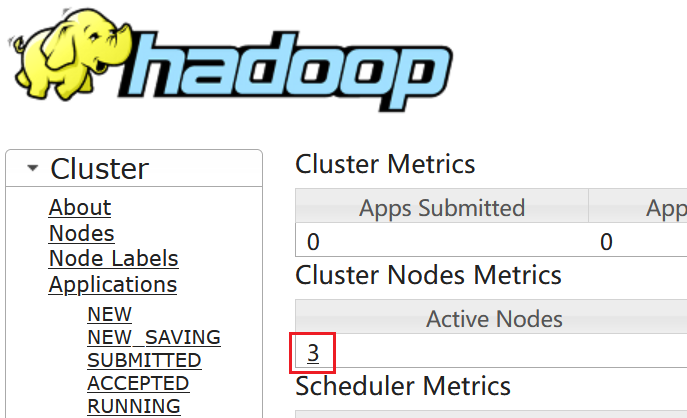 hadoop
Cluster
About
Nodes
Node Labels
Applications
NEW
NEW_SAVING
SUBMITTED
ACCEPTED
RUNNING
Cluster Metrics
Apps Submitted App
0 0
Cluster Nodes Metrics
Active Nodes
3
Scheduler Metrics